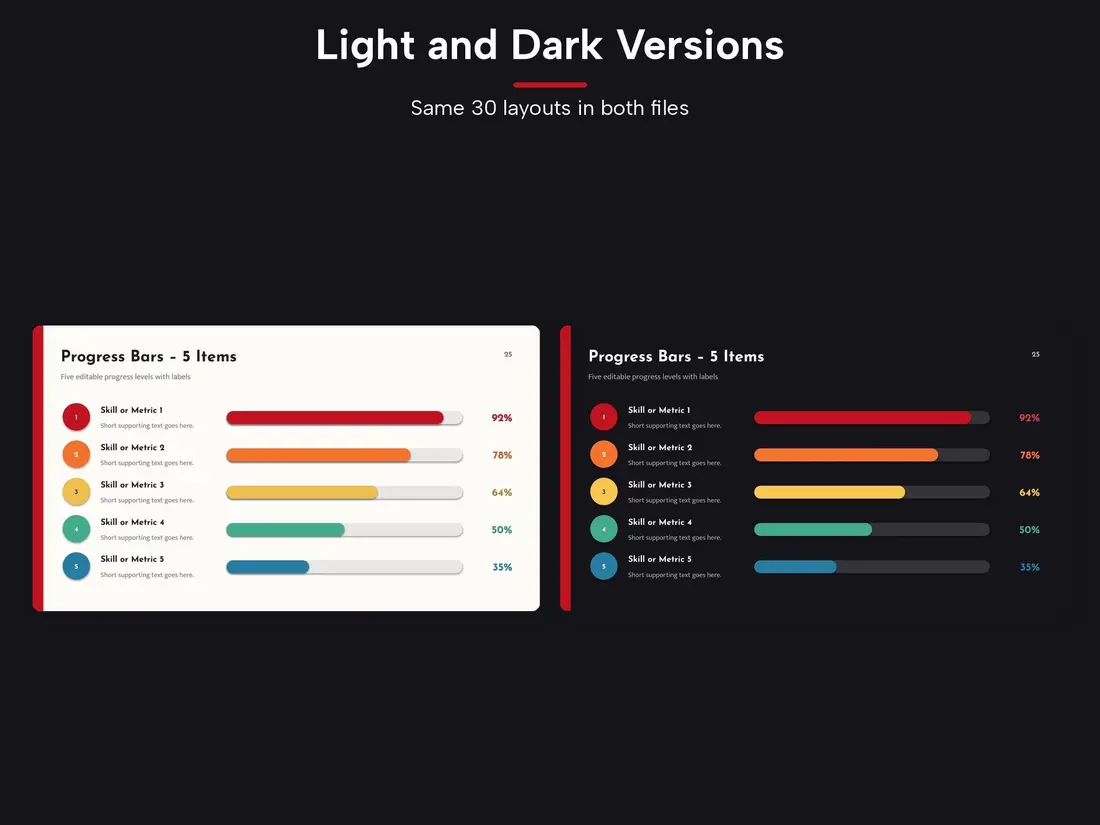 Light and Dark Versions
Same 30 layouts in both files
Progress Bars – 5 Items
25
Five editable progress levels with labels
1
Skill or Metric 1
Short supporting text goes here.
92%
2
Skill or Metric 2
Short supporting text goes here.
78%
3
Skill or Metric 3
Short supporting text goes here.
64%
4
Skill or Metric 4
Short supporting text goes here.
50%
5
Skill or Metric 5
Short supporting text goes here.
35%
Progress Bars – 5 Items
25
Five editable progress levels with labels
1
Skill or Metric 1
Short supporting text goes here.
92%
2
Skill or Metric 2
Short supporting text goes here.
78%
3
Skill or Metric 3
Short supporting text goes here.
64%
4
Skill or Metric 4
Short supporting text goes here.
50%
5
Skill or Metric 5
Short supporting text goes here.
35%